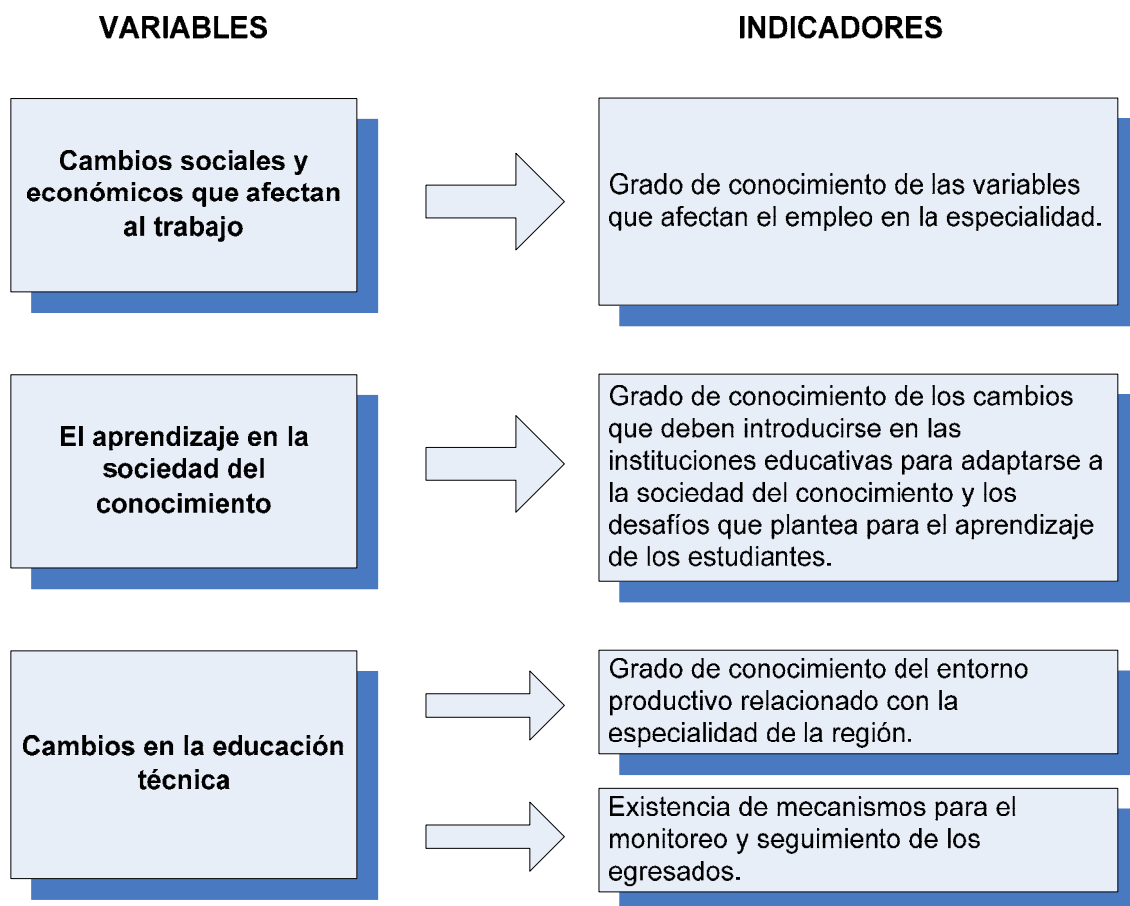 VARIABLES
INDICADORES
Cambios sociales y
económicos que afectan
al trabajo
Grado de conocimiento de las variables
que afectan el empleo en la especialidad.
El aprendizaje en la
sociedad del
conocimiento
Grado de conocimiento de los cambios
que deben introducirse en las
instituciones educativas para adaptarse a
la sociedad del conocimiento y los
desafíos que plantea para el aprendizaje
de los estudiantes.
Cambios en la educación
técnica
Grado de conocimiento del entorno
productivo relacionado con la
especialidad de la región.
Existencia de mecanismos para el
monitoreo y seguimiento de los
egresados.